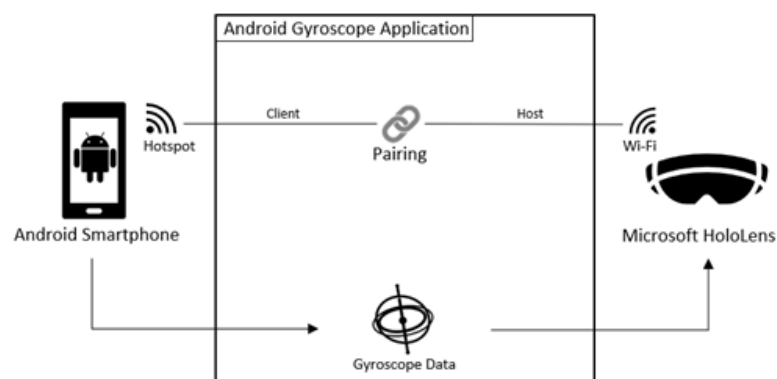 Android Gyroscope Application
Client
Host
Hotspot
Pairing
Wi-Fi
Android Smartphone
Microsoft HoloLens
Gyroscope Data